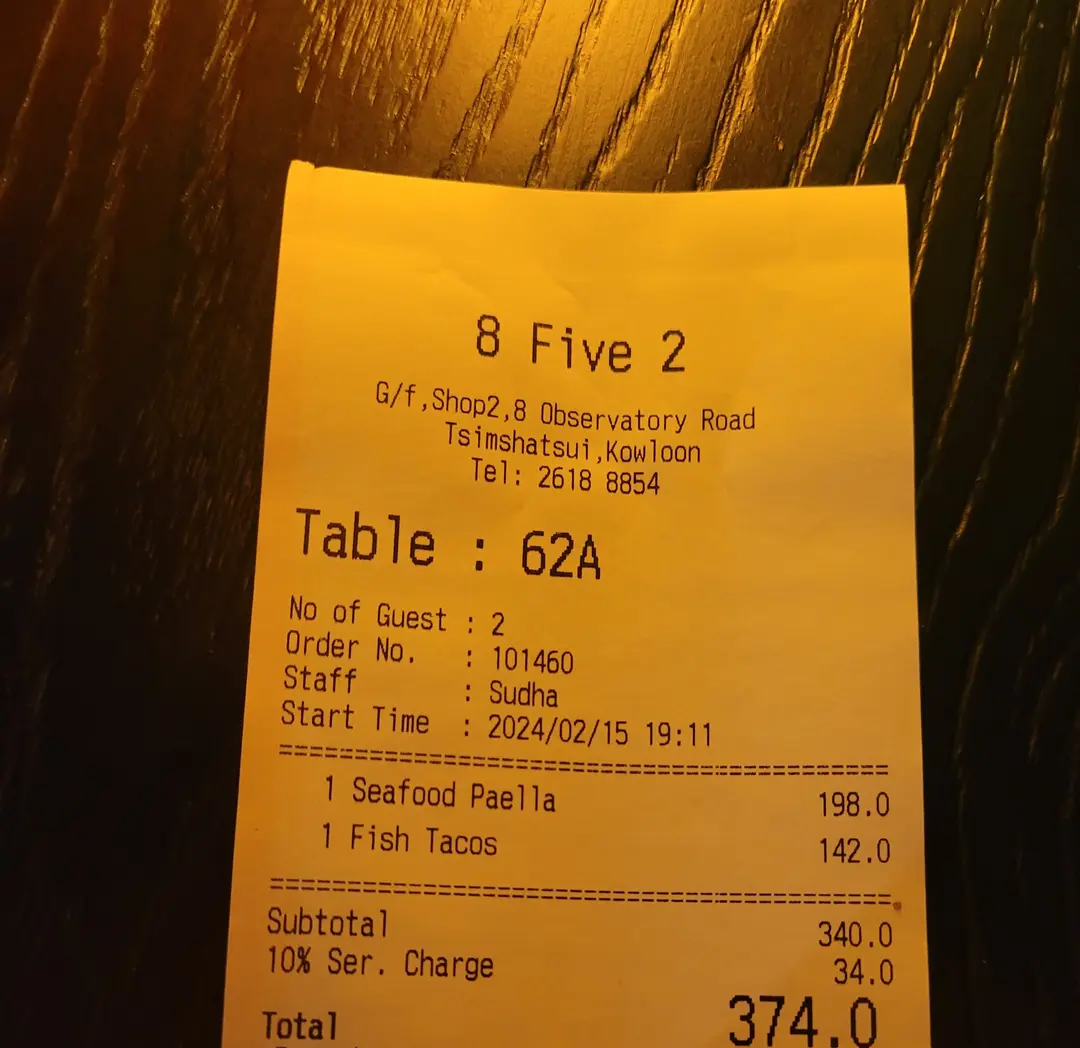 8 Five 2
G/f,Shop2,8 Observatory Road
Tsimshatsui,Kowloon
Tel: 2618 8854
Table : 62A
No of Guest : 2
Order No. : 101460
Staff : Sudha
Start Time : 2024/02/15 19:11
===========================================
1 Seafood Paella 198.0
1 Fish Tacos 142.0
===========================================
Subtotal 340.0
10% Ser. Charge 34.0
Total 374.0